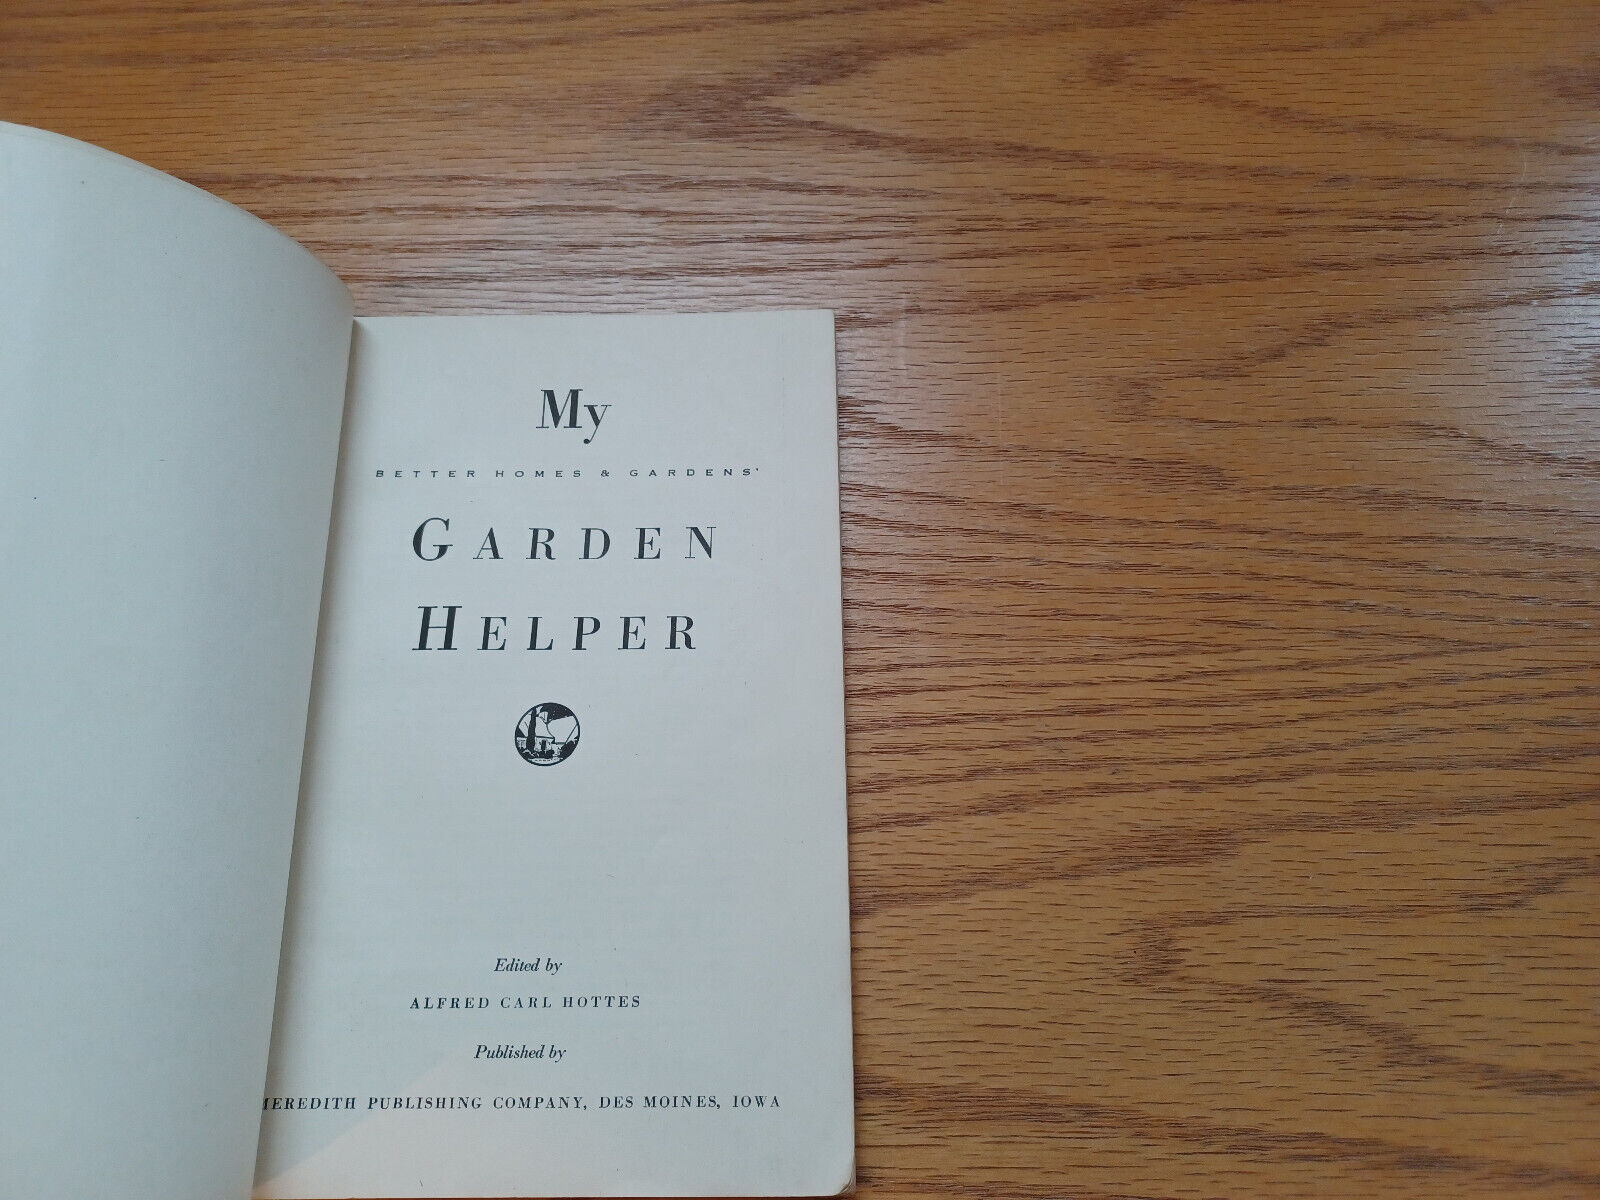 My
BETTER HOMES & GARDENS'
GARDEN
HELPER
Edited by
ALFRED CARL HOTTES
Published by
MEREDITH PUBLISHING COMPANY, DES MOINES, IOWA